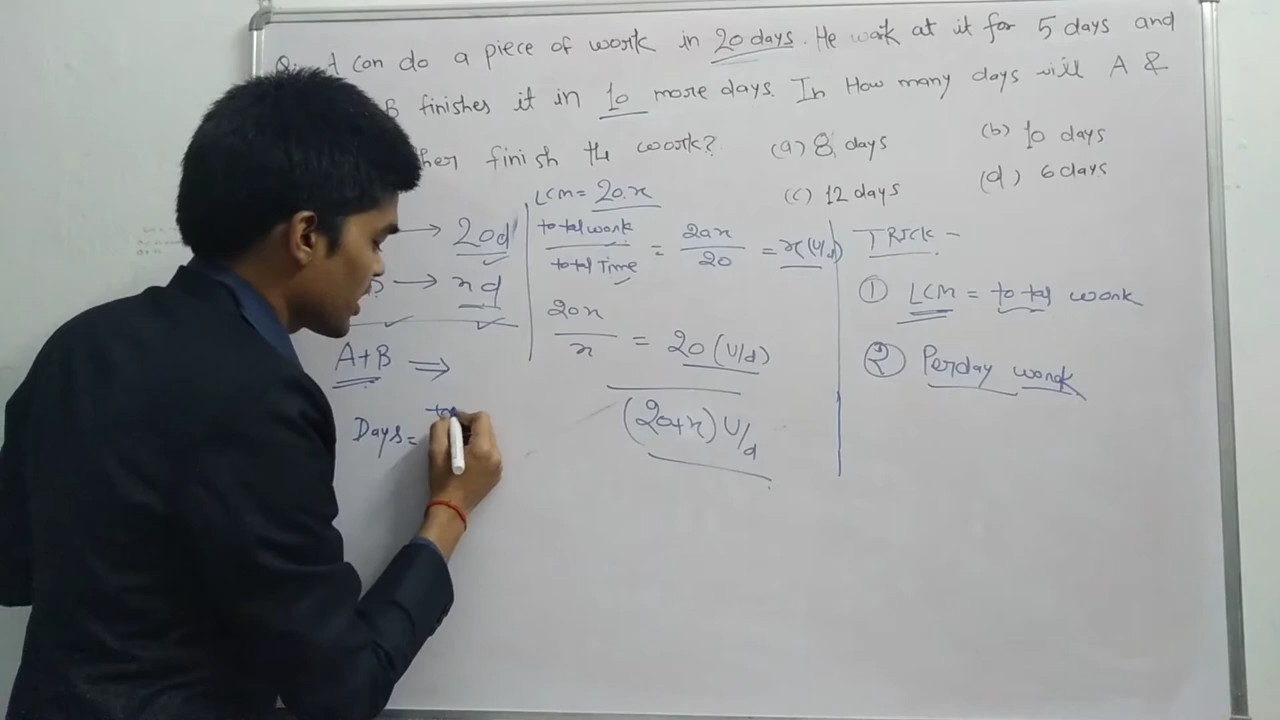 A can do a piece of work in 20 days. He work at it for 5 days and
B finishes it in 10 more days. In How many days will A &
her finish the work?
(a) 8 days
(b) 10 days
(c) 12 days
(d) 6 days
→ 20d
→ x d
A+B ⇒
Days =
LCM = 20.x
total work / total Time = 20x / 20 = x (U/d)
20x / x = 20 (U/d)
(20+x) U/d
TRICK -
① LCM = total work
② Perday work